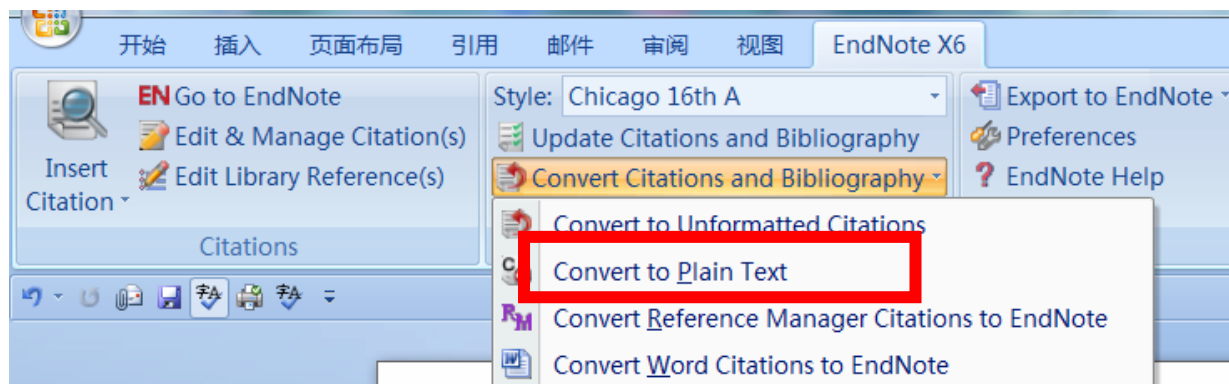 开始 插入 页面布局 引用 邮件 审阅 视图 EndNote X6
EN Go to EndNote
Edit & Manage Citation(s)
Edit Library Reference(s)
Insert
Citation
Citations
Style: Chicago 16th A
Update Citations and Bibliography
Convert Citations and Bibliography
Export to EndNote
Preferences
? EndNote Help
Convert to Unformatted Citations
Convert to Plain Text
RM Convert Reference Manager Citations to EndNote
Convert Word Citations to EndNote